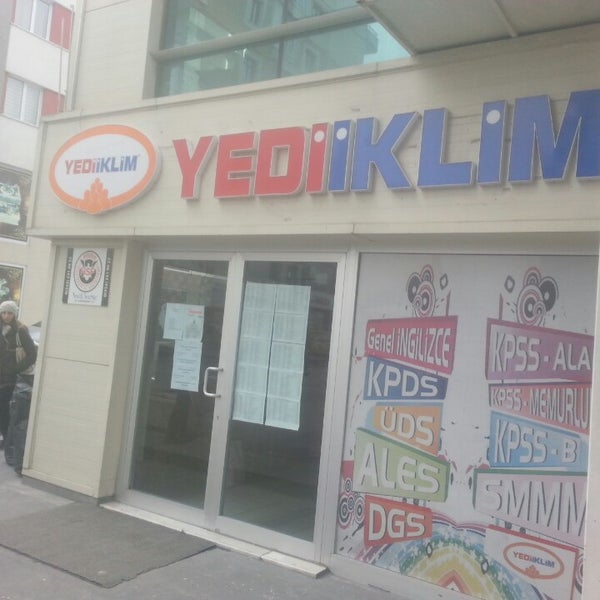 YEDİİKLİM
YEDİİKLİM
Genel İNGİLİZCE
KPDS
ÜDS
ALES
DGS
KPSS - ALA
KPSS - MEMURLU
KPSS - B
SMMM
YEDİİKLİM